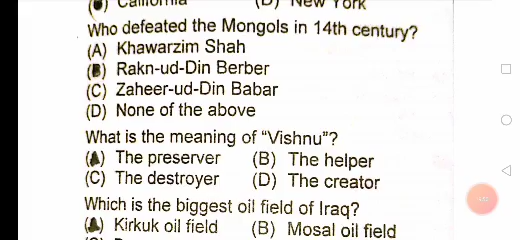 (●) California (D) New York
Who defeated the Mongols in 14th century?
(A) Khawarzim Shah
(B) Rakn-ud-Din Berber
(C) Zaheer-ud-Din Babar
(D) None of the above
What is the meaning of “Vishnu”?
(A) The preserver (B) The helper
(C) The destroyer (D) The creator
Which is the biggest oil field of Iraq?
(A) Kirkuk oil field (B) Mosal oil field